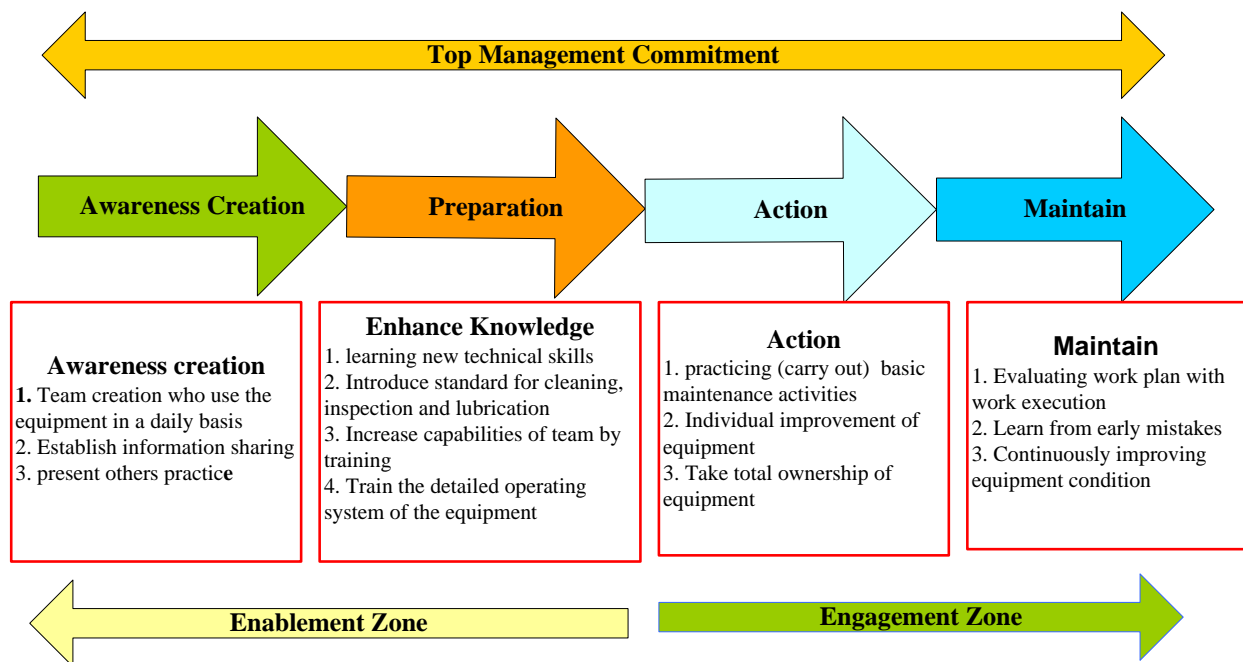 Top Management Commitment
Awareness Creation
Preparation
Action
Maintain
Awareness creation
1. Team creation who use the
equipment in a daily basis
2. Establish information sharing
3. present others practice
Enhance Knowledge
1. learning new technical skills
2. Introduce standard for cleaning,
inspection and lubrication
3. Increase capabilities of team by
training
4. Train the detailed operating
system of the equipment
Action
1. practicing (carry out)  basic
maintenance activities
2. Individual improvement of
equipment
3. Take total ownership of
equipment
Maintain
1. Evaluating work plan with
work execution
2. Learn from early mistakes
3. Continuously improving
equipment condition
Enablement Zone
Engagement Zone